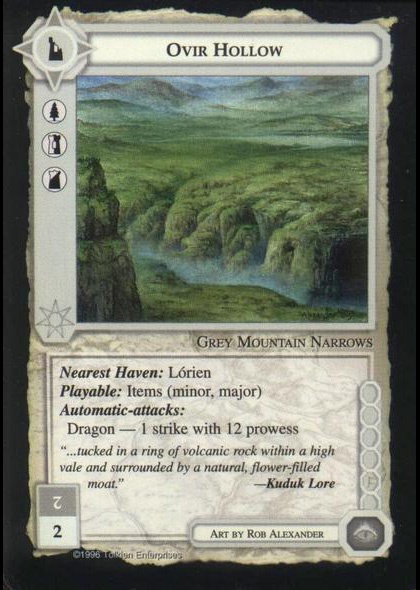 OVIR HOLLOW
GREY MOUNTAIN NARROWS
Nearest Haven: Lórien
Playable: Items (minor, major)
Automatic-attacks:
Dragon — 1 strike with 12 prowess
“...tucked in a ring of volcanic rock within a high
vale and surrounded by a natural, flower-filled
moat.” —Kuduk Lore
2
2
ART BY ROB ALEXANDER
©1996 Tolkien Enterprises